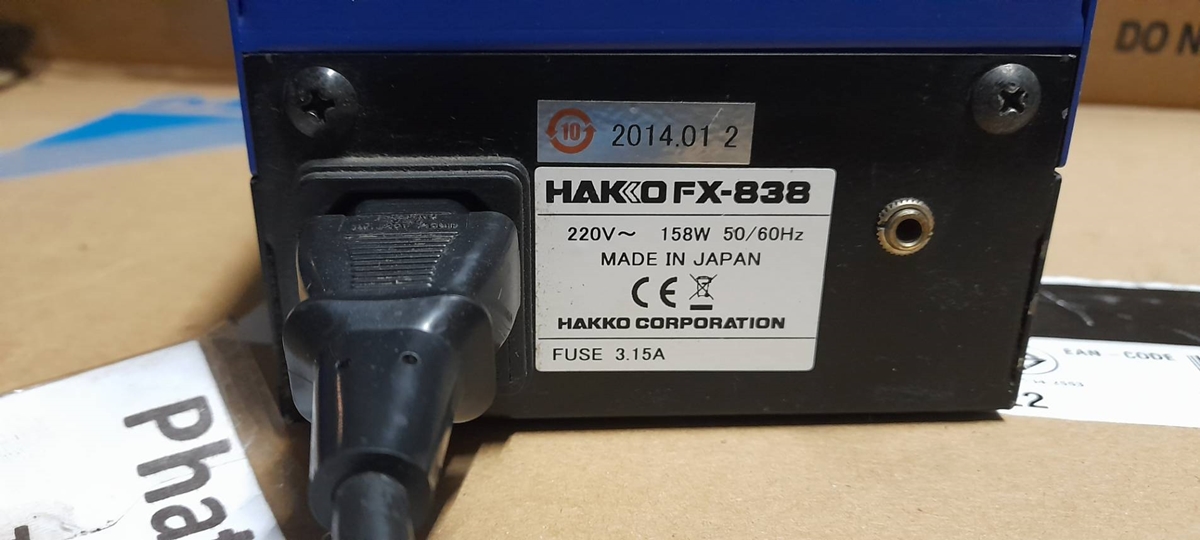 DO N
10 2014.01 2
HAKKO FX-838
220V～ 158W 50/60Hz
MADE IN JAPAN
CE
HAKKO CORPORATION
FUSE 3.15A
EAN-CODE
Phat